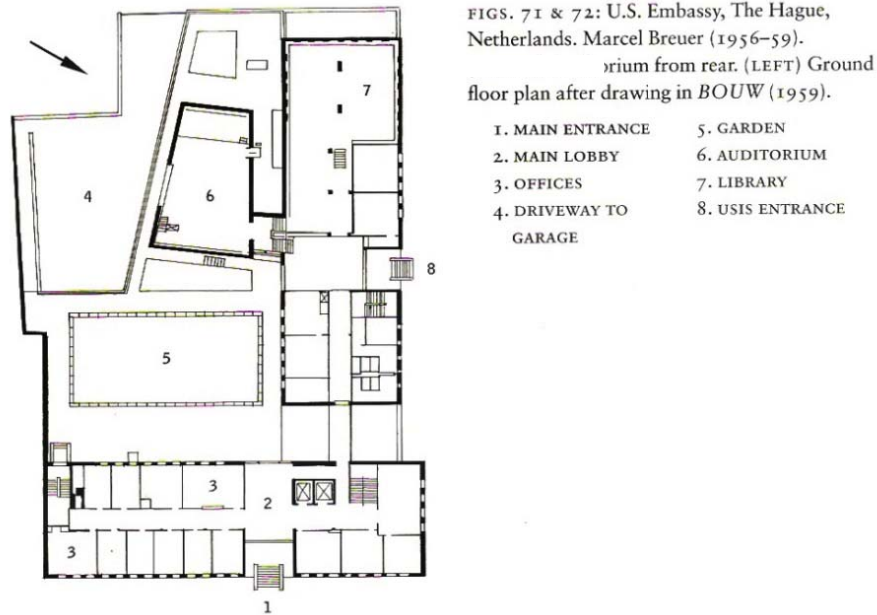 FIGS. 71 & 72: U.S. Embassy, The Hague,
Netherlands. Marcel Breuer (1956–59).
from rear. (LEFT) Ground
floor plan after drawing in BOUW (1959).
1. MAIN ENTRANCE
2. MAIN LOBBY
3. OFFICES
4. DRIVEWAY TO
GARAGE
5. GARDEN
6. AUDITORIUM
7. LIBRARY
8. USIS ENTRANCE
7
4
6
8
5
3
2
3
1